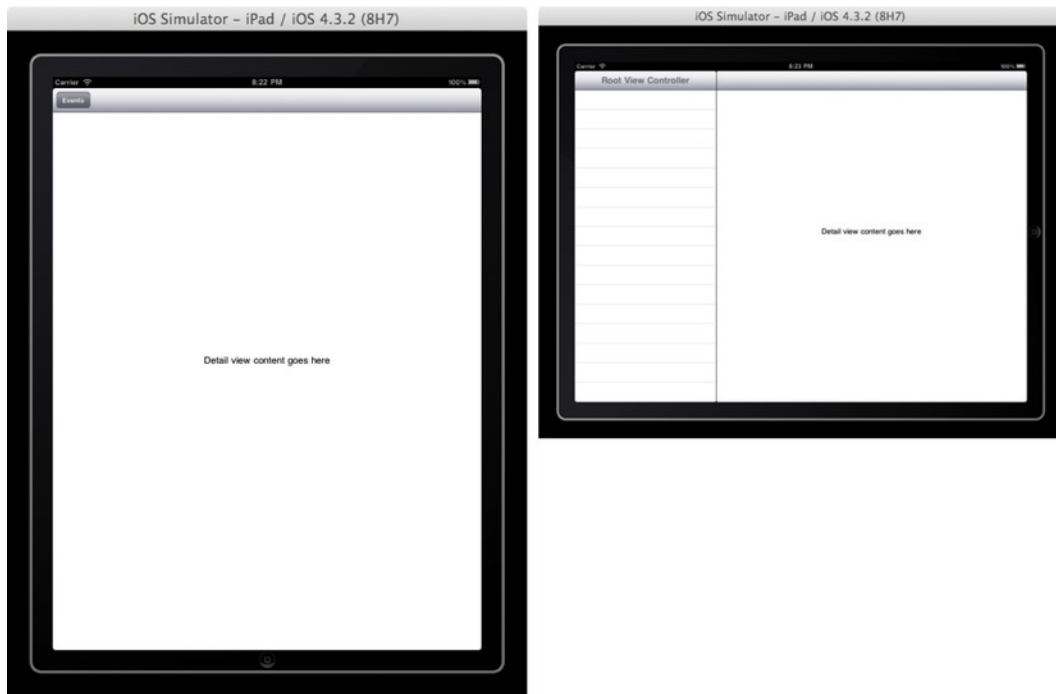 iOS Simulator – iPad / iOS 4.3.2 (8H7)
Carrier
8:22 PM
100%
Events
Detail view content goes here
iOS Simulator – iPad / iOS 4.3.2 (8H7)
Carrier
8:23 PM
100%
Root View Controller
Detail view content goes here